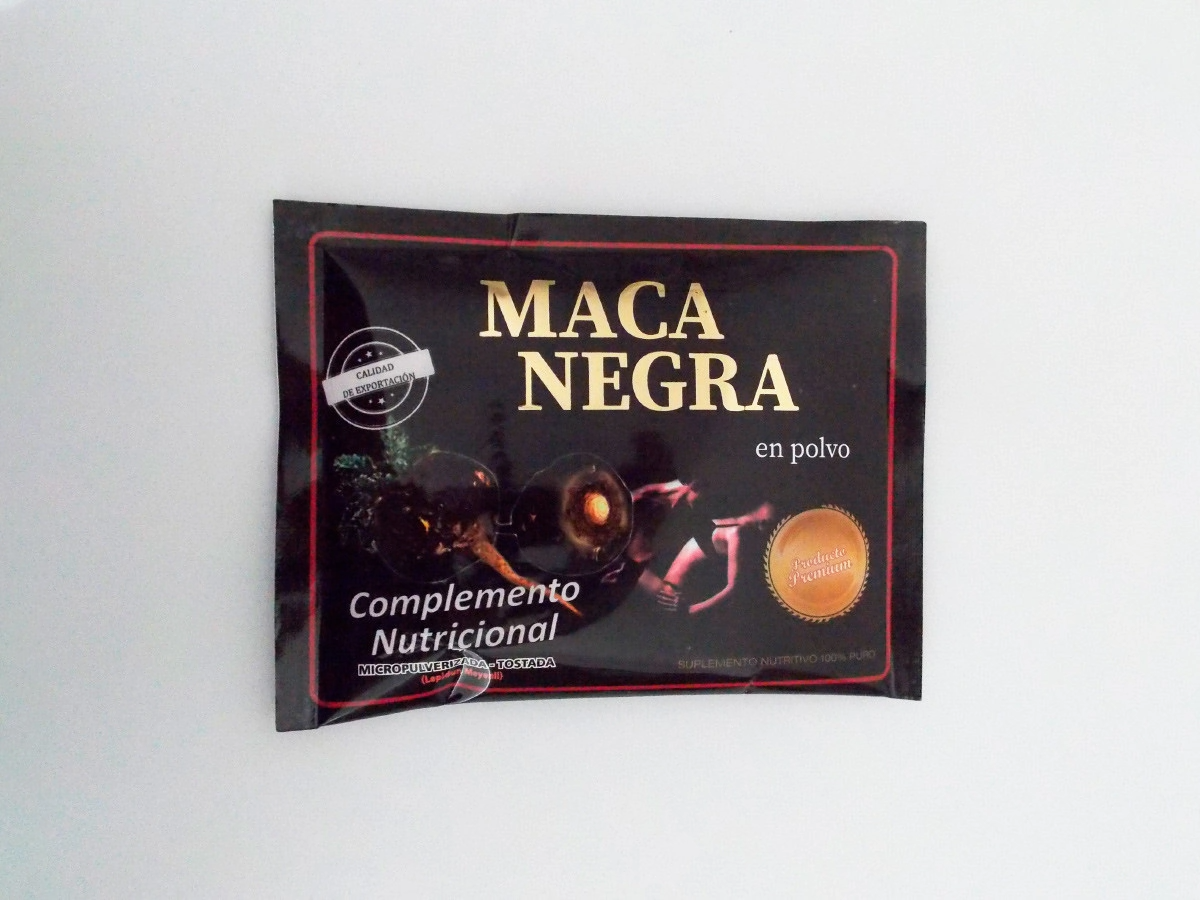 MACA
NEGRA
en polvo
CALIDAD
DE EXPORTACIÓN
Producto
Premium
Complemento
Nutricional
MICROPULVERIZADA - TOSTADA
SUPLEMENTO NUTRITIVO 100% PURO